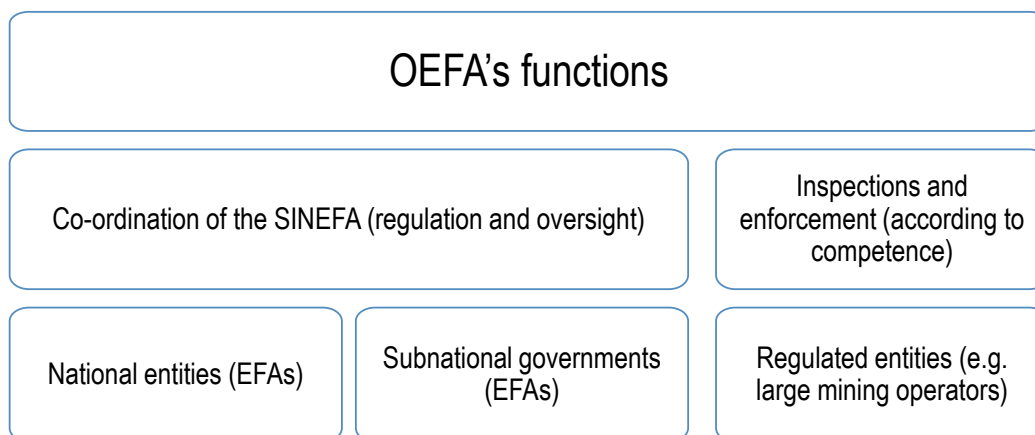 OEFA’s functions
Co-ordination of the SINEFA (regulation and oversight)
Inspections and
enforcement (according to
competence)
National entities (EFAs)
Subnational governments
(EFAs)
Regulated entities (e.g.
large mining operators)